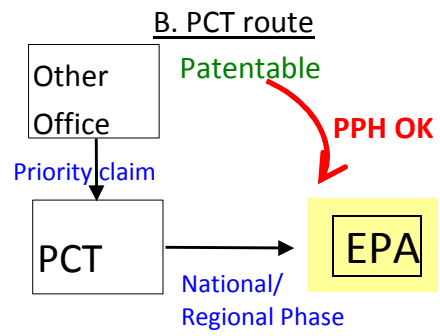 B. PCT route
Other
Office
Patentable
PPH OK
Priority claim
PCT
EPA
National/
Regional Phase